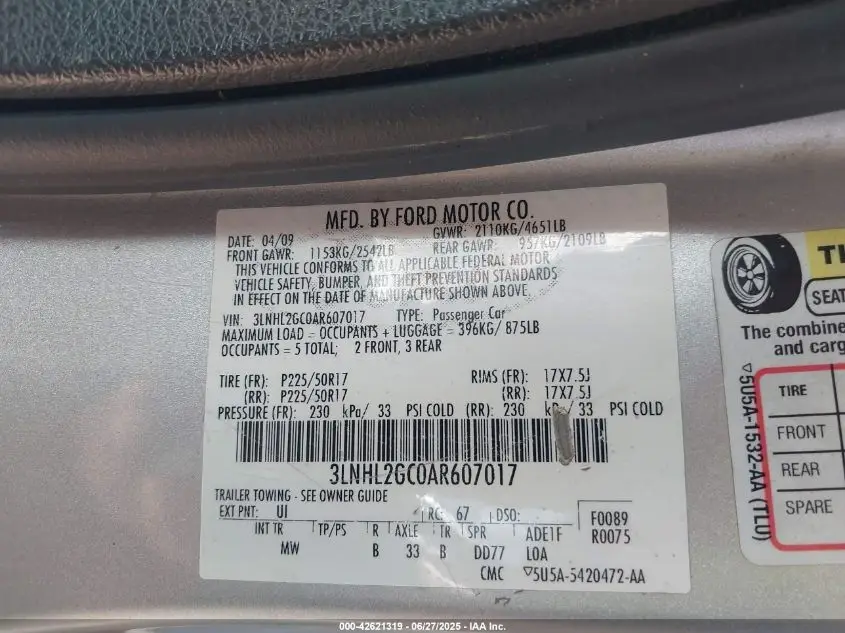 MFD. BY FORD MOTOR CO.
DATE: 04/09 GVWR: 2110KG/4651LB
FRONT GAWR: 1153KG/2542LB REAR GAWR: 957KG/2109LB
THIS VEHICLE CONFORMS TO ALL APPLICABLE FEDERAL MOTOR
VEHICLE SAFETY, BUMPER, AND THEFT PREVENTION STANDARDS
IN EFFECT ON THE DATE OF MANUFACTURE SHOWN ABOVE.
VIN: 3LNHL2GC0AR607017 TYPE: Passenger Car
MAXIMUM LOAD = OCCUPANTS + LUGGAGE = 396KG/ 875LB
OCCUPANTS = 5 TOTAL; 2 FRONT, 3 REAR
TIRE (FR): P225/50R17 RIMS (FR): 17X7.5J
(RR): P225/50R17 (RR): 17X7.5J
PRESSURE (FR): 230 kPa/ 33 PSI COLD (RR): 230 kPa/ 33 PSI COLD
3LNHL2GC0AR607017
TRAILER TOWING - SEE OWNER GUIDE
EXT PNT: UI RC: 67 DSO: F0089
R0075
INT TR TP/PS R AXLE TR SPR ADE1F
MW B 33 B DD77 LOA
CMC ▽5U5A-5420472-AA
SEAT
The combine
and carg
TIRE
FRONT
REAR
SPARE
▽5U5A-1532-AA (TLU)
000-42621319 | 06/27/2025 - IAA Inc.